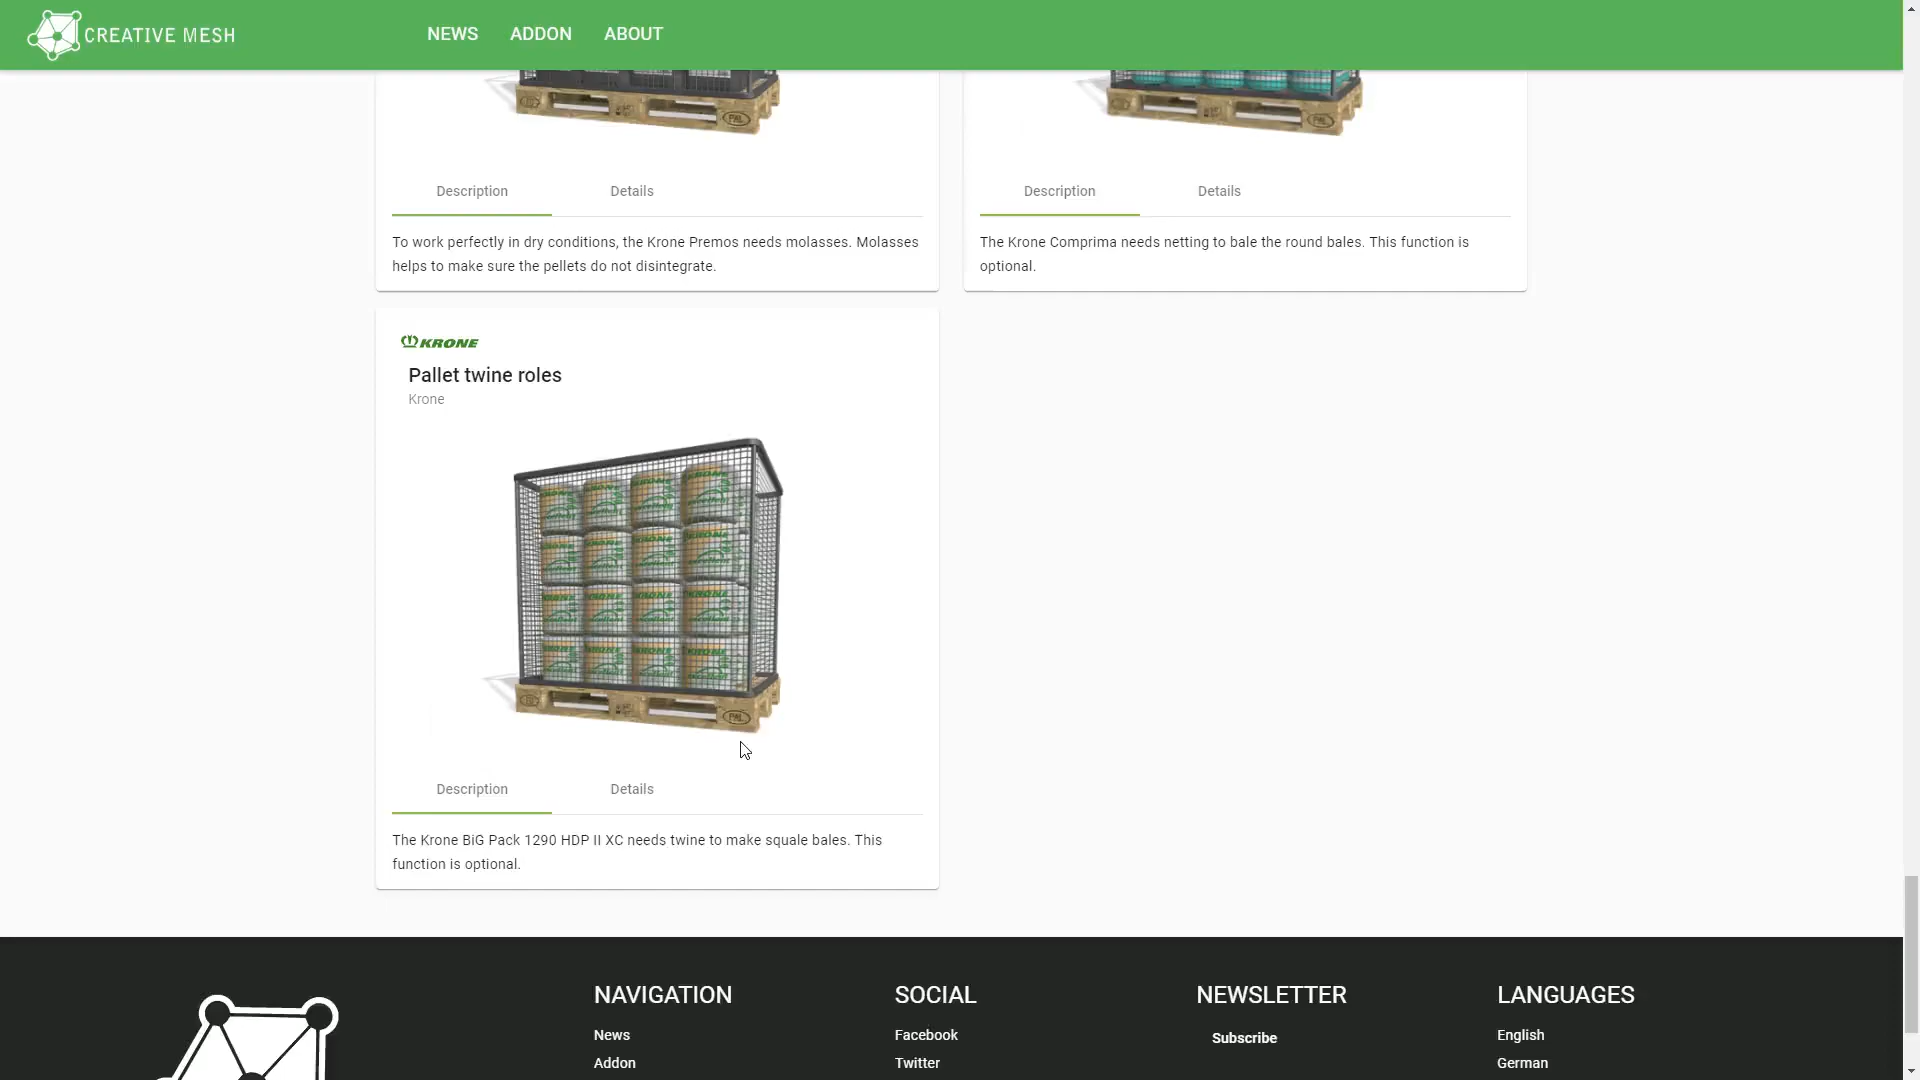 CREATIVE MESH
NEWS
ADDON
ABOUT
Description
Details
To work perfectly in dry conditions, the Krone Premos needs molasses. Molasses
helps to make sure the pellets do not disintegrate.
Description
Details
The Krone Comprima needs netting to bale the round bales. This function is
optional.
KRONE
Pallet twine roles
Krone
KRONE
excellent
Description
Details
The Krone BiG Pack 1290 HDP II XC needs twine to make squale bales. This
function is optional.
NAVIGATION
News
Addon
SOCIAL
Facebook
Twitter
NEWSLETTER
Subscribe
LANGUAGES
English
German